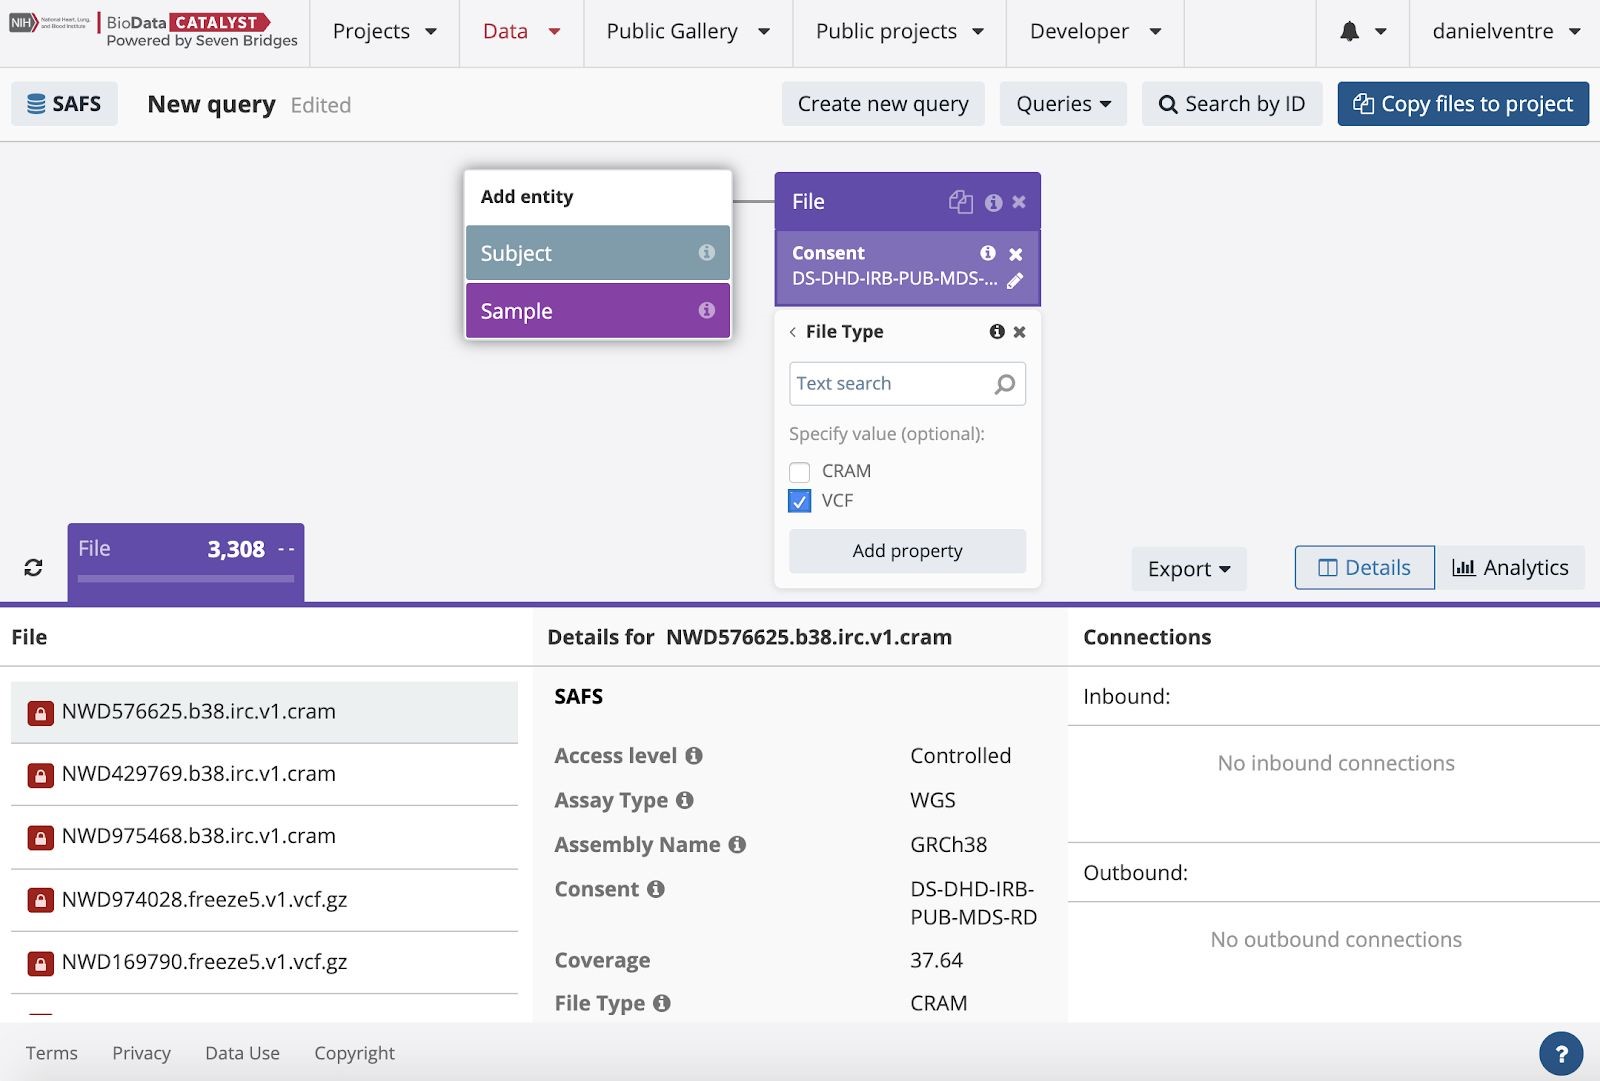 NIH National Heart, Lung, and Blood Institute BioData CATALYST
Powered by Seven Bridges
Projects Data Public Gallery Public projects Developer danielventre
SAFS New query Edited Create new query Queries Search by ID Copy files to project
Add entity
Subject
Sample
File
Consent
DS-DHD-IRB-PUB-MDS-...
File Type
Text search
Specify value (optional):
CRAM
VCF
Add property
File 3,308 --
Export Details Analytics
File
NWD576625.b38.irc.v1.cram
NWD429769.b38.irc.v1.cram
NWD975468.b38.irc.v1.cram
NWD974028.freeze5.v1.vcf.gz
NWD169790.freeze5.v1.vcf.gz
Details for NWD576625.b38.irc.v1.cram
SAFS
Access level Controlled
Assay Type WGS
Assembly Name GRCh38
Consent DS-DHD-IRB-
PUB-MDS-RD
Coverage 37.64
File Type CRAM
Connections
Inbound:
No inbound connections
Outbound:
No outbound connections
Terms Privacy Data Use Copyright
?